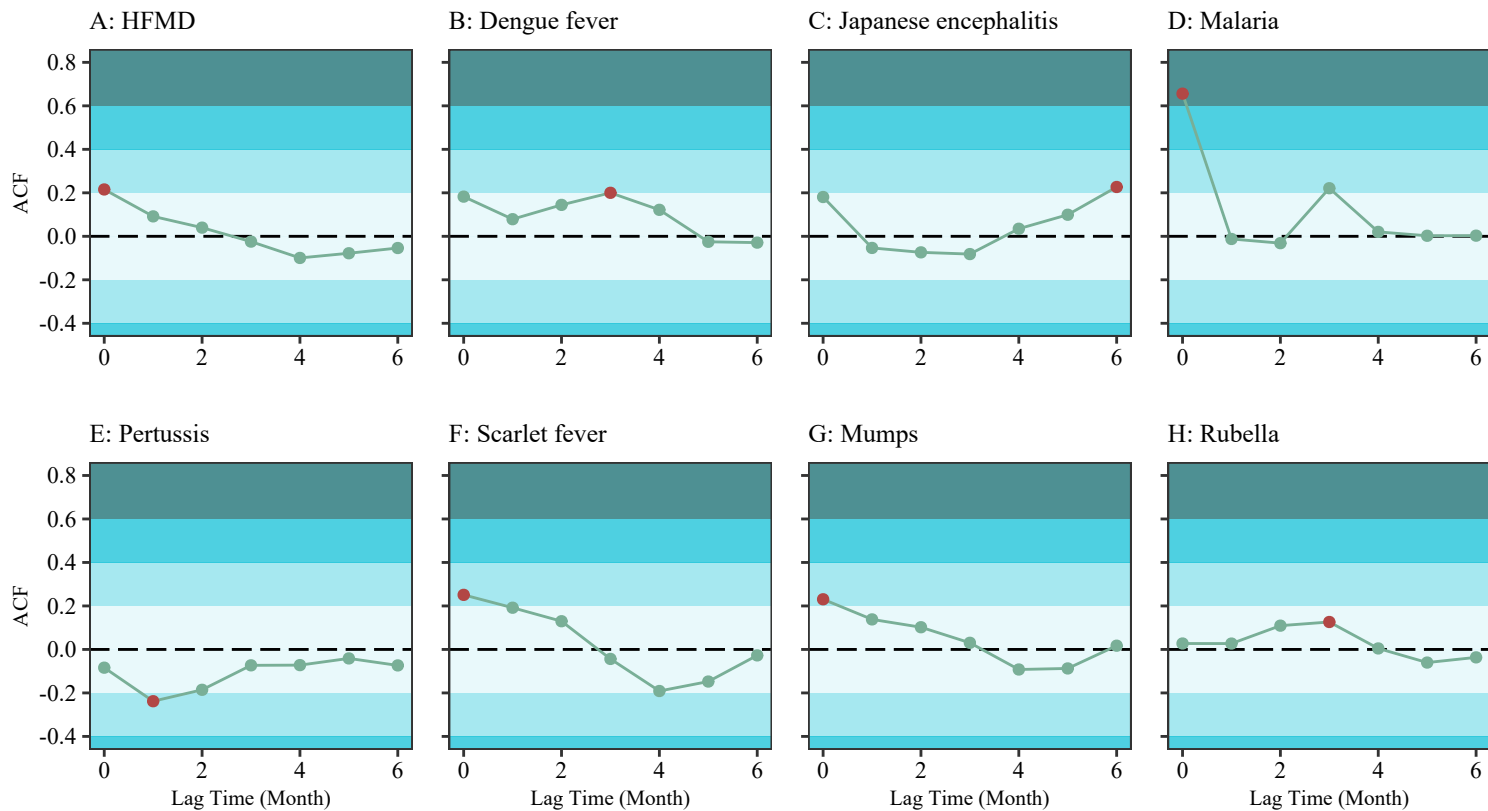 A: HFMD
B: Dengue fever
C: Japanese encephalitis
D: Malaria
ACF
0.8
0.6
0.4
0.2
0.0
-0.2
-0.4
0 2 4 6
0 2 4 6
0 2 4 6
0 2 4 6
E: Pertussis
F: Scarlet fever
G: Mumps
H: Rubella
ACF
0.8
0.6
0.4
0.2
0.0
-0.2
-0.4
0 2 4 6
0 2 4 6
0 2 4 6
0 2 4 6
Lag Time (Month)
Lag Time (Month)
Lag Time (Month)
Lag Time (Month)